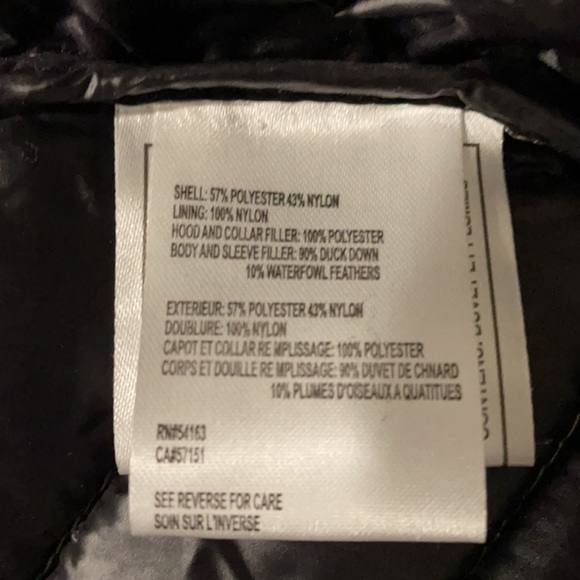 SHELL: 57% POLYESTER 43% NYLON
LINING: 100% NYLON
HOOD AND COLLAR FILLER: 100% POLYESTER
BODY AND SLEEVE FILLER: 90% DUCK DOWN
10% WATERFOWL FEATHERS
EXTERIEUR: 57% POLYESTER 43% NYLON
DOUBLURE: 100% NYLON
CAPOT ET COLLAR RE MPLISSAGE: 100% POLYESTER
CORPS ET DOUILLE RE MPLISSAGE: 90% DUVET DE CHNARD
10% PLUMES D'OISEAUX A QUATITUES
RN#54163
CA#57151
SEE REVERSE FOR CARE
SOIN SUR L'INVERSE